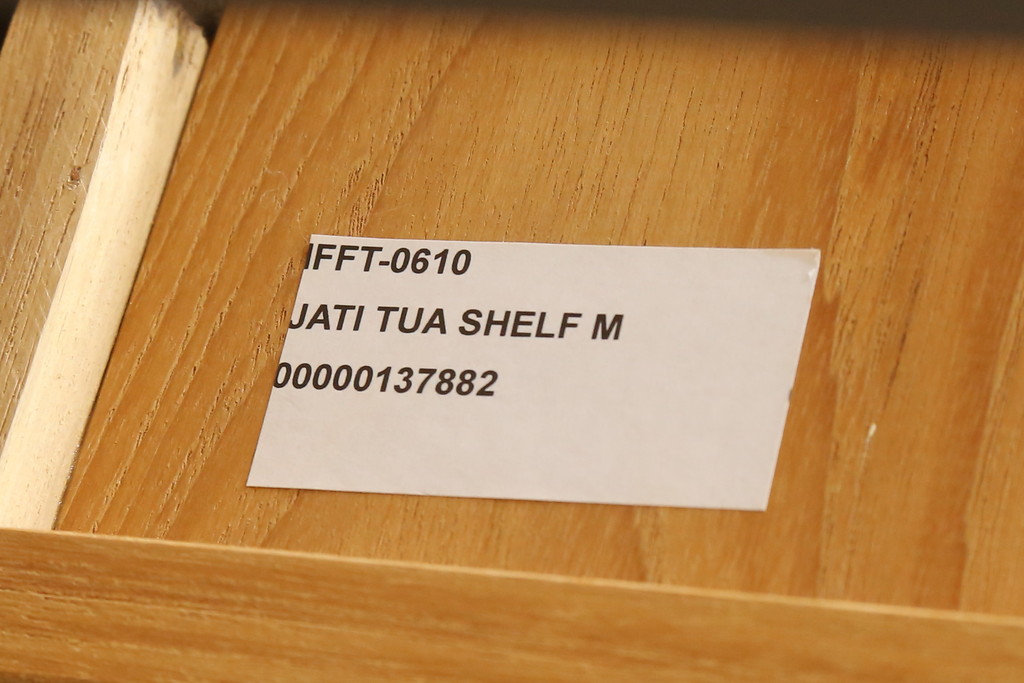 IFFT-0610
JATI TUA SHELF M
00000137882